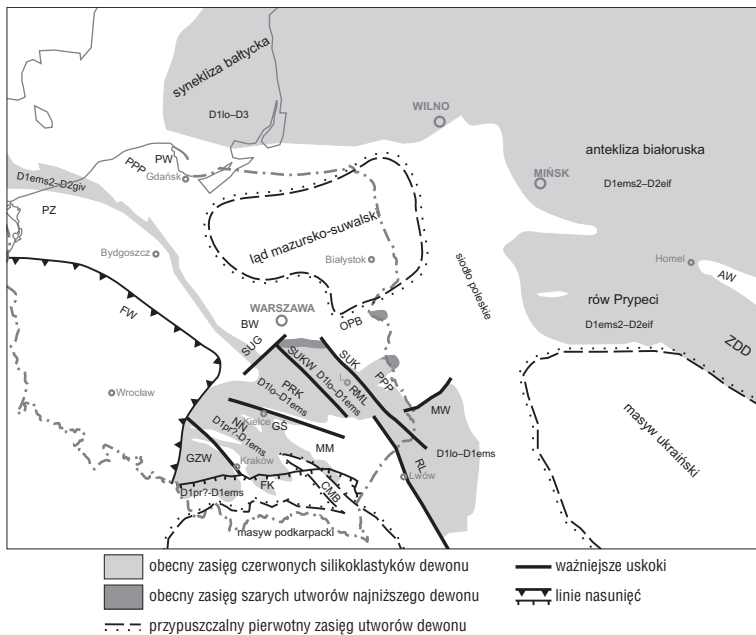 synekliza bałtycka
D1lo–D3
WILNO
antekliza białoruska
D1ems2–D2eif
MIŃSK
PPP
PW
Gdańsk
D1ems2–D2giv
PZ
ląd mazursko-suwalski
Białystok
Bydgoszcz
siodło poleskie
Homel
AW
rów Prypeci
D1ems2–D2eif
ZDD
FW
WARSZAWA
BW
OPB
SUG
SUKW
SUK
D1lo–D1ems
PPP
RML
PRK
D1lo–D1ems
Wrocław
MW
masyw ukraiński
Kielce
NN
GŚ
D1pr?-D1ems
MM
D1lo–D1ems
RL
Lwów
GZW
Kraków
FK
D1pr?-D1ems
CMB
masyw podkarpacki
obecny zasięg czerwonych silikoklastyków dewonu
ważniejsze uskoki
obecny zasięg szarych utworów najniższego dewonu
linie nasunięć
przypuszczalny pierwotny zasięg utworów dewonu